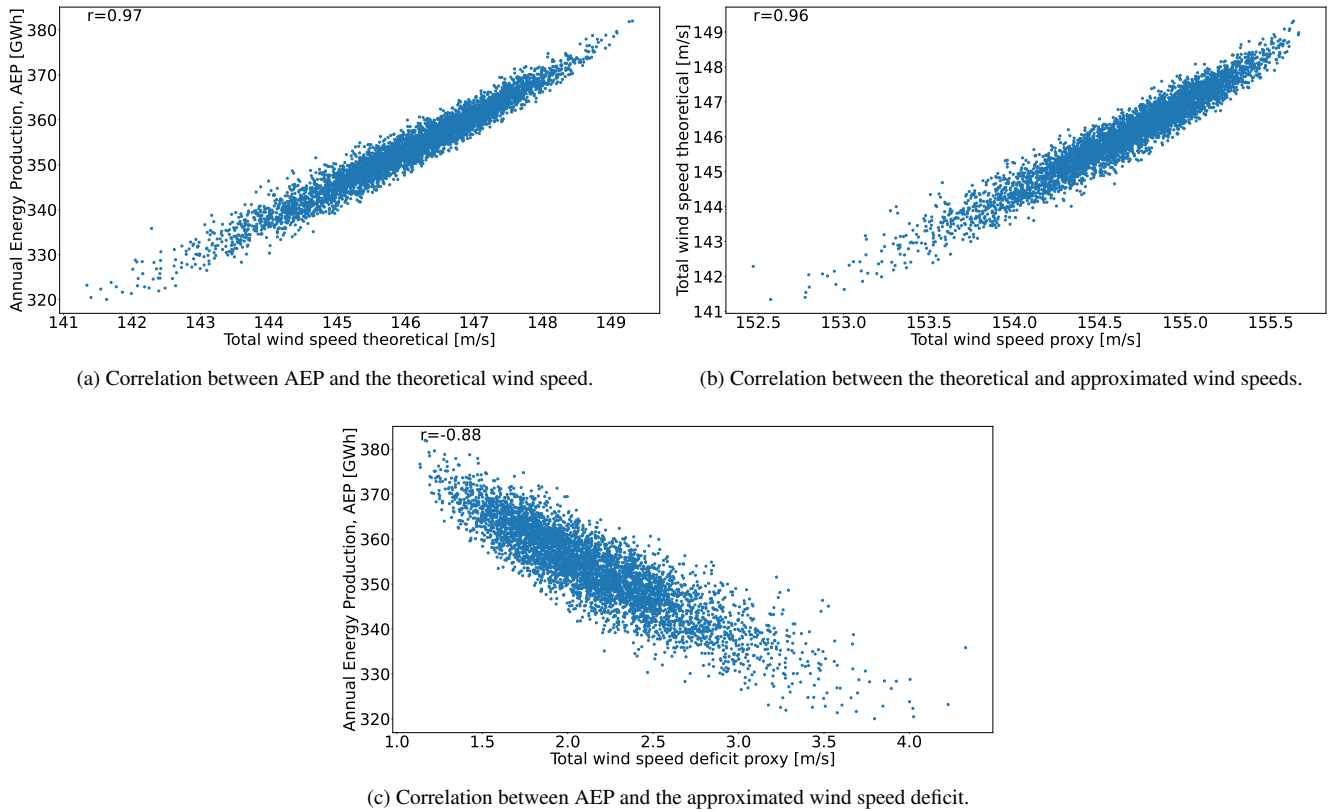 r=0.97
Annual Energy Production, AEP [GWh]
380
370
360
350
340
330
320
141 142 143 144 145 146 147 148 149
Total wind speed theoretical [m/s]
(a) Correlation between AEP and the theoretical wind speed.
r=0.96
Total wind speed theoretical [m/s]
149
148
147
146
145
144
143
142
141
152.5 153.0 153.5 154.0 154.5 155.0 155.5
Total wind speed proxy [m/s]
(b) Correlation between the theoretical and approximated wind speeds.
r=-0.88
Annual Energy Production, AEP [GWh]
380
370
360
350
340
330
320
1.0 1.5 2.0 2.5 3.0 3.5 4.0
Total wind speed deficit proxy [m/s]
(c) Correlation between AEP and the approximated wind speed deficit.